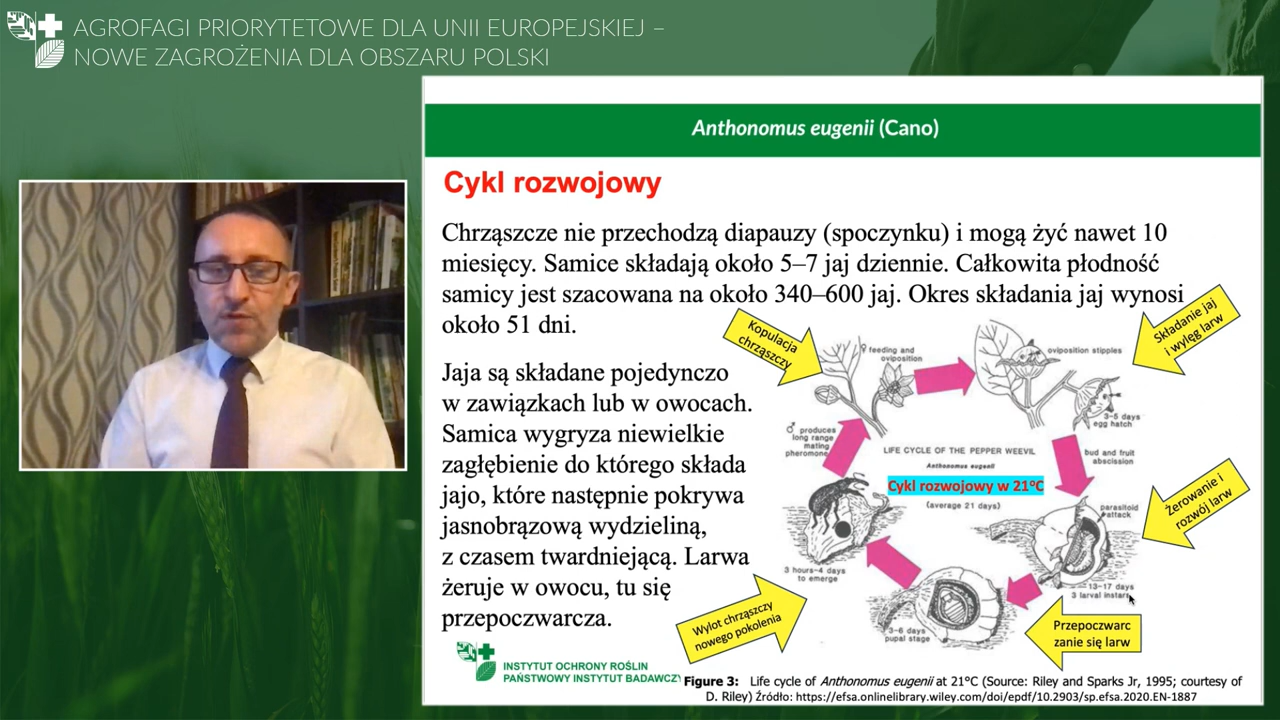 AGROFAGI PRIORYTETOWE DLA UNII EUROPEJSKIEJ –
NOWE ZAGROŻENIA DLA OBSZARU POLSKI
Anthonomus eugenii (Cano)
Cykl rozwojowy
Chrząszcze nie przechodzą diapauzy (spoczynku) i mogą żyć nawet 10
miesięcy. Samice składają około 5–7 jaj dziennie. Całkowita płodność
samicy jest szacowana na około 340–600 jaj. Okres składania jaj wynosi
około 51 dni.
Jaja są składane pojedynczo
w zawiązkach lub w owocach.
Samica wygryza niewielkie
zagłębienie do którego składa
jajo, które następnie pokrywa
jasnobrązową wydzieliną,
z czasem twardniejącą. Larwa
żeruje w owocu, tu się
przepoczwarcza.
Kopulacja
chrząszczy
Składanie jaj
i wylęg larw
♀ feeding and
oviposition
oviposition stipples
3-5 days
egg hatch
♂ produces
long range
mating
pheromone
LIFE CYCLE OF THE PEPPER WEEVIL
Anthonomus eugenii
Cykl rozwojowy w 21°C
(average 21 days)
bud and fruit
abscission
Żerowanie i
rozwój larw
parasitoid
attack
3 hours-4 days
to emerge
13-17 days
3 larval instars
Wylot chrząszczy
nowego pokolenia
3-6 days
pupal stage
Przepoczwarc
zanie się larw
INSTYTUT OCHRONY ROŚLIN
PAŃSTWOWY INSTYTUT BADAWCZY
Figure 3: Life cycle of Anthonomus eugenii at 21°C (Source: Riley and Sparks Jr, 1995; courtesy of
D. Riley) Źródło: https://efsa.onlinelibrary.wiley.com/doi/epdf/10.2903/sp.efsa.2020.EN-1887